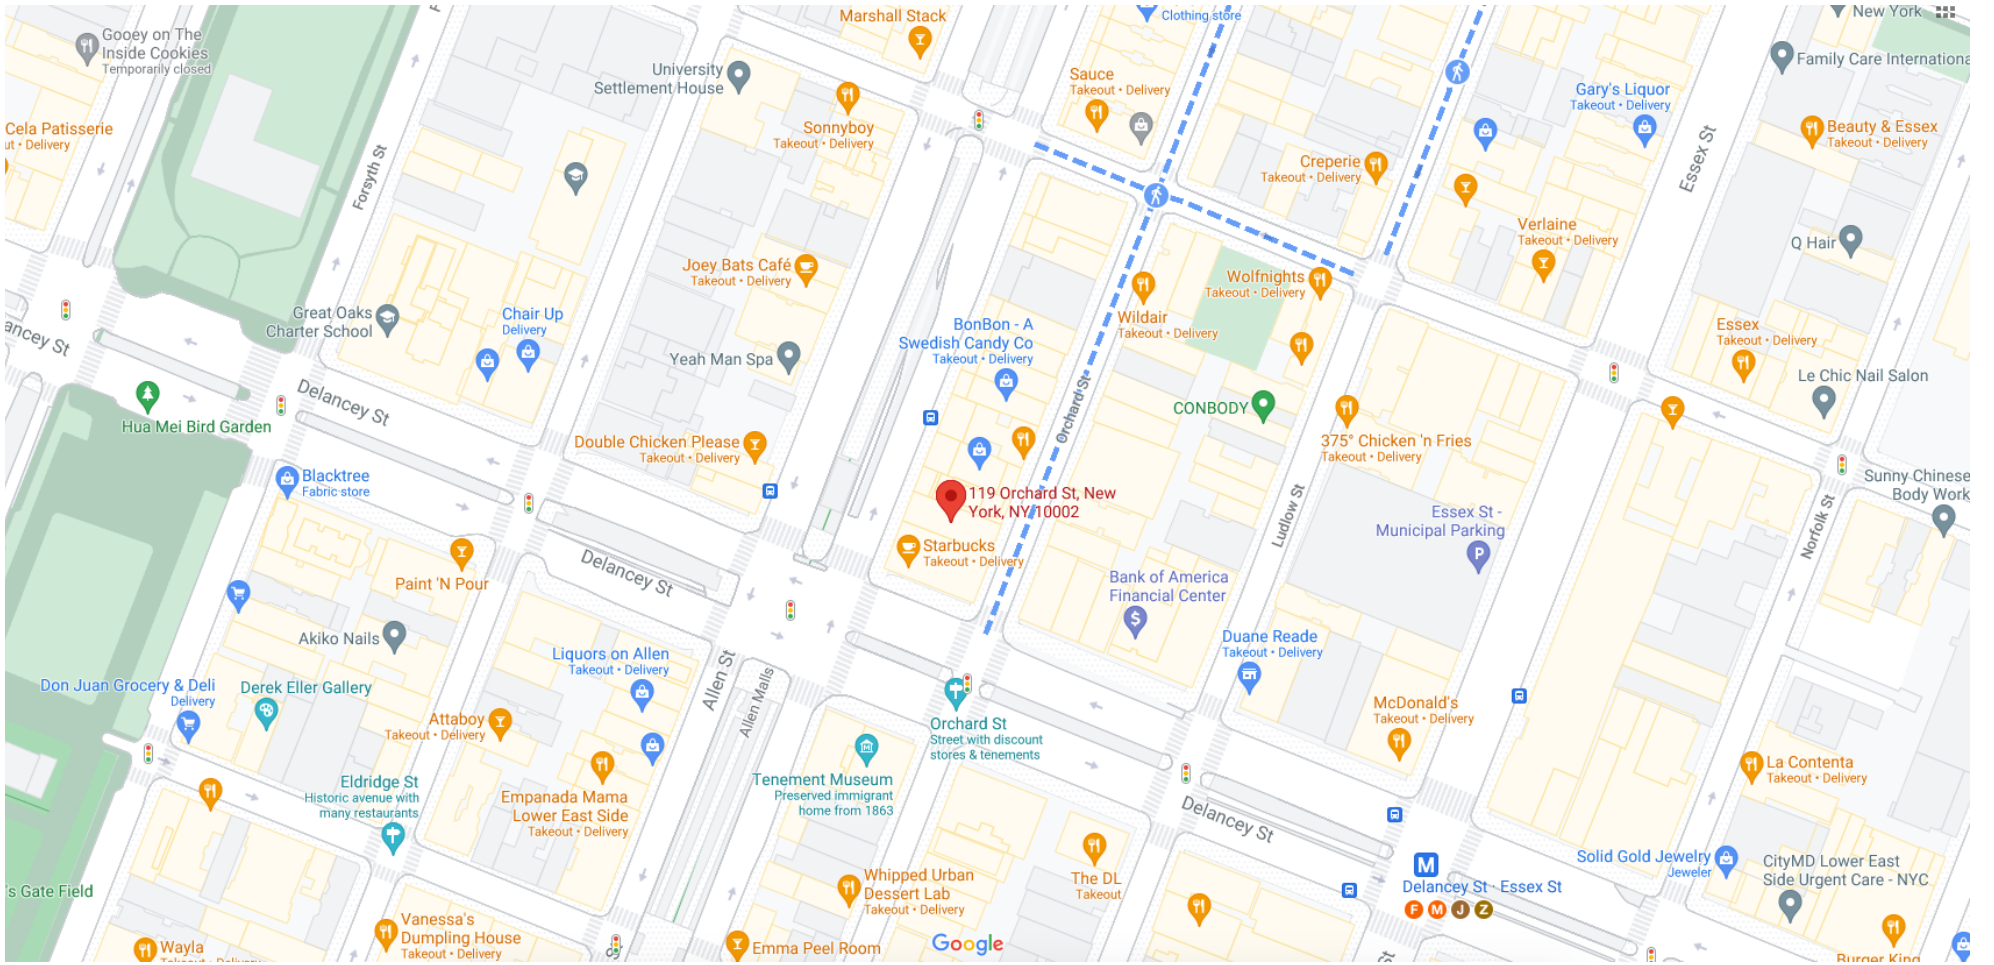 Marshall Stack
Clothing store
New York
Gooey on The
Inside Cookies
Temporarily closed
University
Settlement House
Sauce
Takeout • Delivery
Family Care Internationa
Gary's Liquor
Takeout • Delivery
Cela Patisserie
ut • Delivery
Sonnyboy
Takeout • Delivery
Beauty & Essex
Takeout • Delivery
Forsyth St
Creperie
Takeout • Delivery
Essex St
Verlaine
Takeout • Delivery
Q Hair
Joey Bats Café
Takeout • Delivery
Wolfnights
Takeout • Delivery
Great Oaks
Charter School
Chair Up
Delivery
BonBon - A
Swedish Candy Co
Takeout • Delivery
Wildair
Takeout • Delivery
Essex
Takeout • Delivery
ancey St
Yeah Man Spa
Le Chic Nail Salon
Delancey St
Orchard St
CONBODY
Hua Mei Bird Garden
Double Chicken Please
Takeout • Delivery
375° Chicken 'n Fries
Takeout • Delivery
Blacktree
Fabric store
Sunny Chinese
Body Work
119 Orchard St, New
York, NY 10002
Ludlow St
Essex St -
Municipal Parking
Norfolk St
Starbucks
Takeout • Delivery
Paint 'N Pour
Delancey St
Bank of America
Financial Center
Akiko Nails
Liquors on Allen
Takeout • Delivery
Duane Reade
Takeout • Delivery
Allen St
Allen Malls
Don Juan Grocery & Deli
Delivery
Derek Eller Gallery
Attaboy
Takeout • Delivery
Orchard St
Street with discount
stores & tenements
McDonald's
Takeout • Delivery
Tenement Museum
Preserved immigrant
home from 1863
La Contenta
Takeout • Delivery
Eldridge St
Historic avenue with
many restaurants
Empanada Mama
Lower East Side
Takeout • Delivery
Delancey St
M
Delancey St · Essex St
F M J Z
Solid Gold Jewelry
Jeweler
CityMD Lower East
Side Urgent Care - NYC
The DL
Takeout
Whipped Urban
Dessert Lab
Takeout • Delivery
's Gate Field
Vanessa's
Dumpling House
Takeout • Delivery
Wayla
Takeout • Delivery
Emma Peel Room
Google
St
Burger King